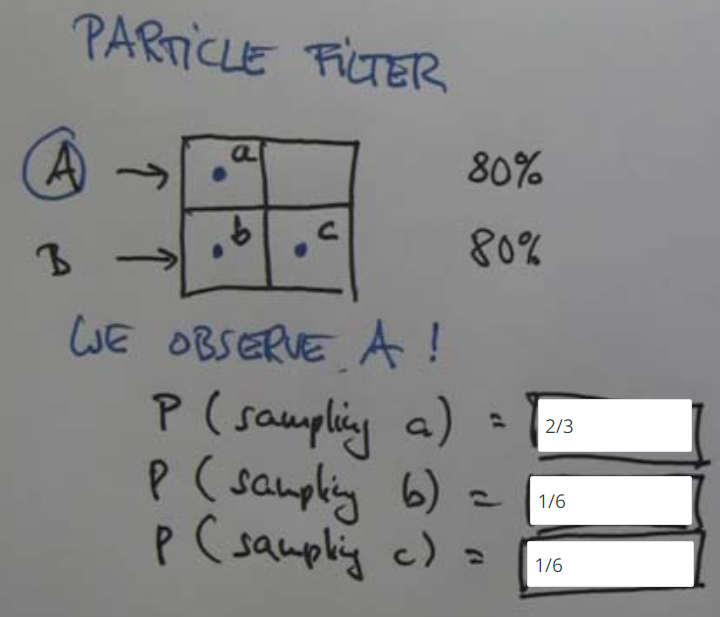 PARTICLE FILTER
A → a 80%
B → b c 80%
WE OBSERVE A !
P ( sampling a) = 2/3
P ( sampling b) = 1/6
P ( sampling c) = 1/6